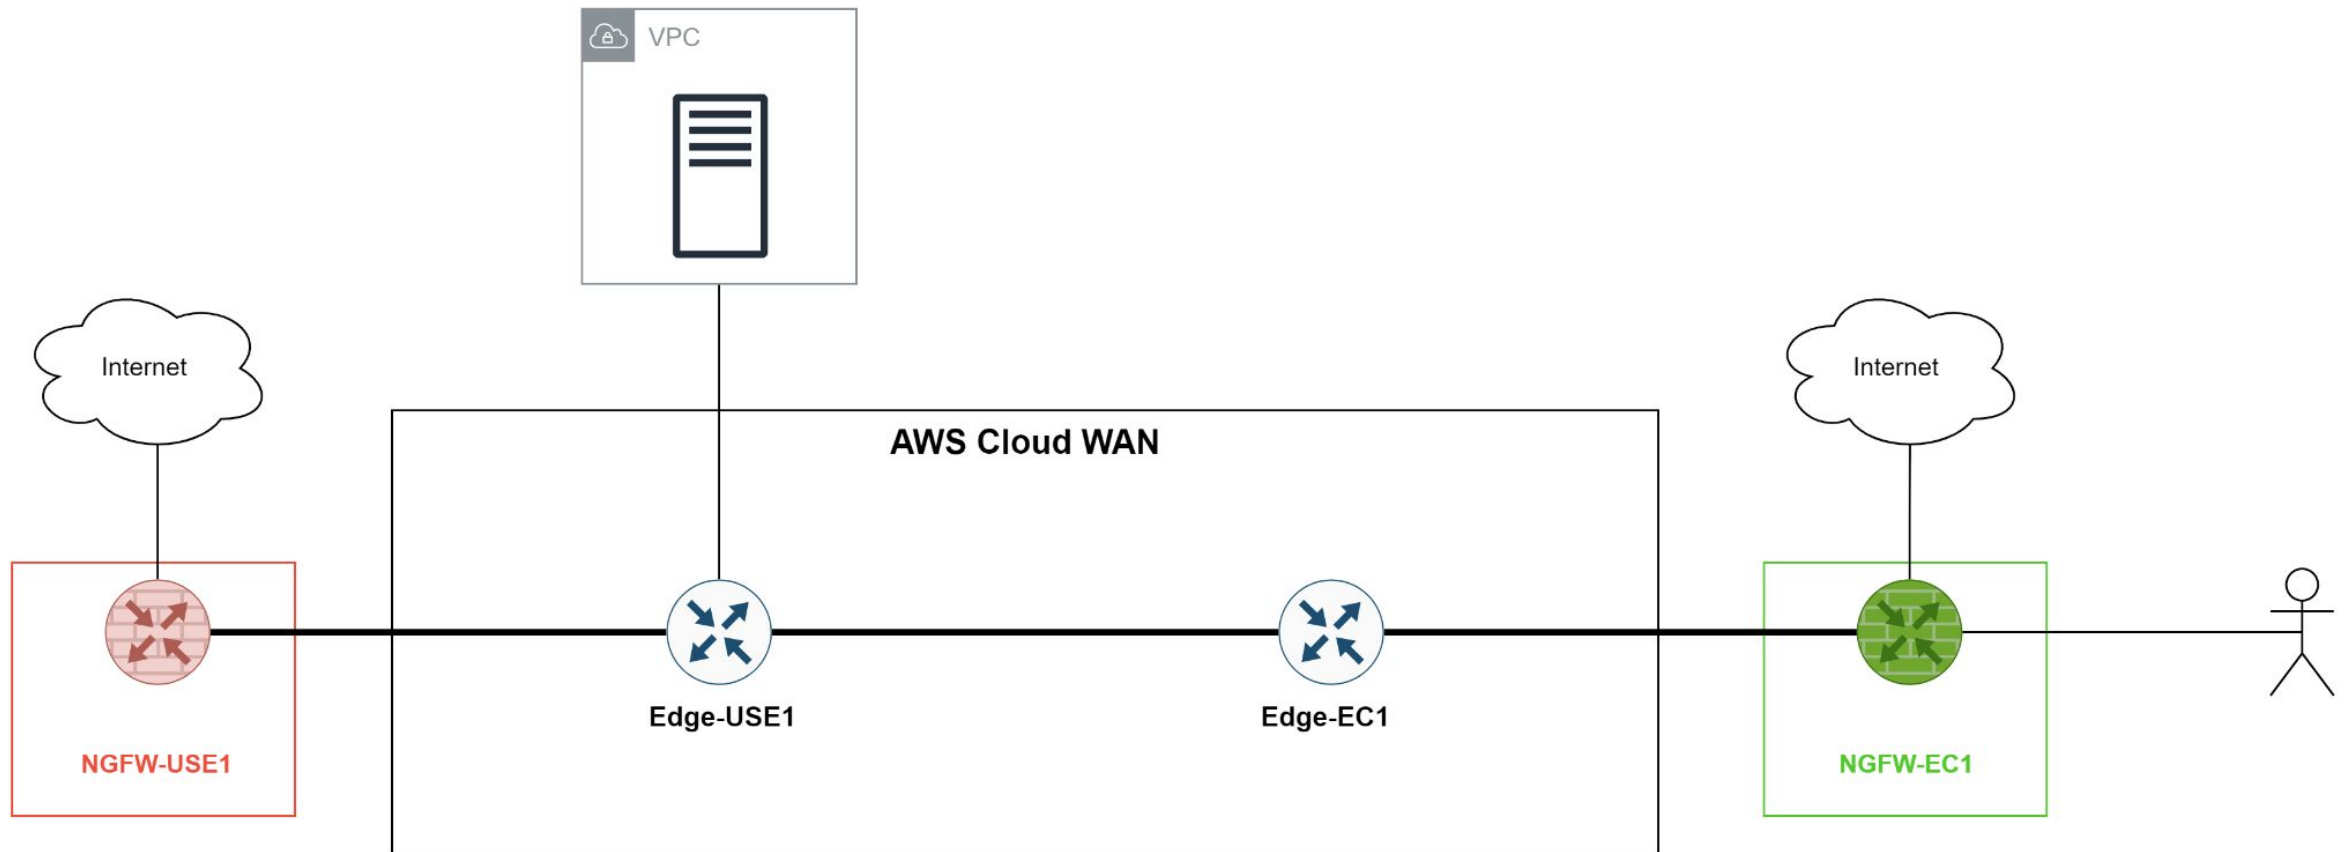 VPC
Internet
Internet
AWS Cloud WAN
Edge-USE1
Edge-EC1
NGFW-USE1
NGFW-EC1